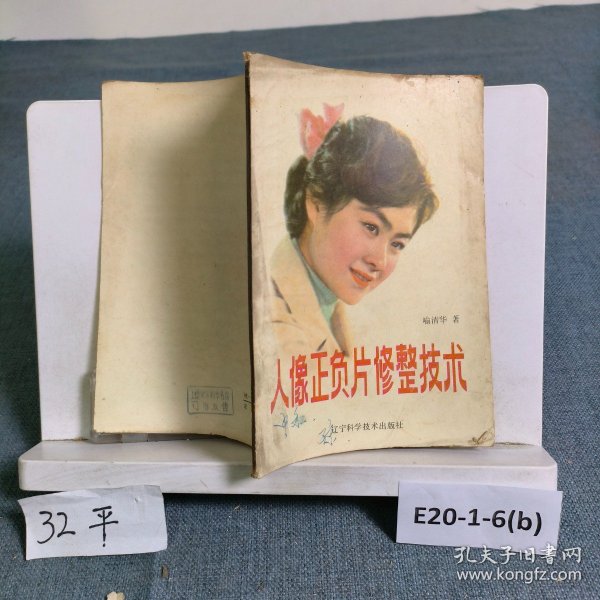 喻清华 著
人像正负片修整技术
辽宁科学技术出版社
32平
E20-1-6(b)
孔夫子旧书网
www.kongfz.com